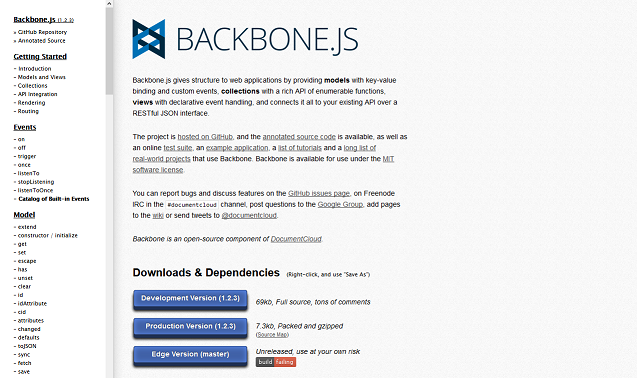 Backbone.js (1.2.3)
» GitHub Repository
» Annotated Source
Getting Started
- Introduction
- Models and Views
- Collections
- API Integration
- Rendering
- Routing
Events
- on
- off
- trigger
- once
- listenTo
- stopListening
- listenToOnce
- Catalog of Built-in Events
Model
- extend
- constructor / initialize
- get
- set
- escape
- has
- unset
- clear
- id
- idAttribute
- cid
- attributes
- changed
- defaults
- toJSON
- sync
- fetch
- save
BACKBONE.JS
Backbone.js gives structure to web applications by providing models with key-value
binding and custom events, collections with a rich API of enumerable functions,
views with declarative event handling, and connects it all to your existing API over a
RESTful JSON interface.
The project is hosted on GitHub, and the annotated source code is available, as well as
an online test suite, an example application, a list of tutorials and a long list of
real-world projects that use Backbone. Backbone is available for use under the MIT
software license.
You can report bugs and discuss features on the GitHub issues page, on Freenode
IRC in the #documentcloud channel, post questions to the Google Group, add pages
to the wiki or send tweets to @documentcloud.
Backbone is an open-source component of DocumentCloud.
Downloads & Dependencies (Right-click, and use "Save As")
Development Version (1.2.3) 69kb, Full source, tons of comments
Production Version (1.2.3) 7.3kb, Packed and gzipped
(Source Map)
Edge Version (master) Unreleased, use at your own risk
build failing